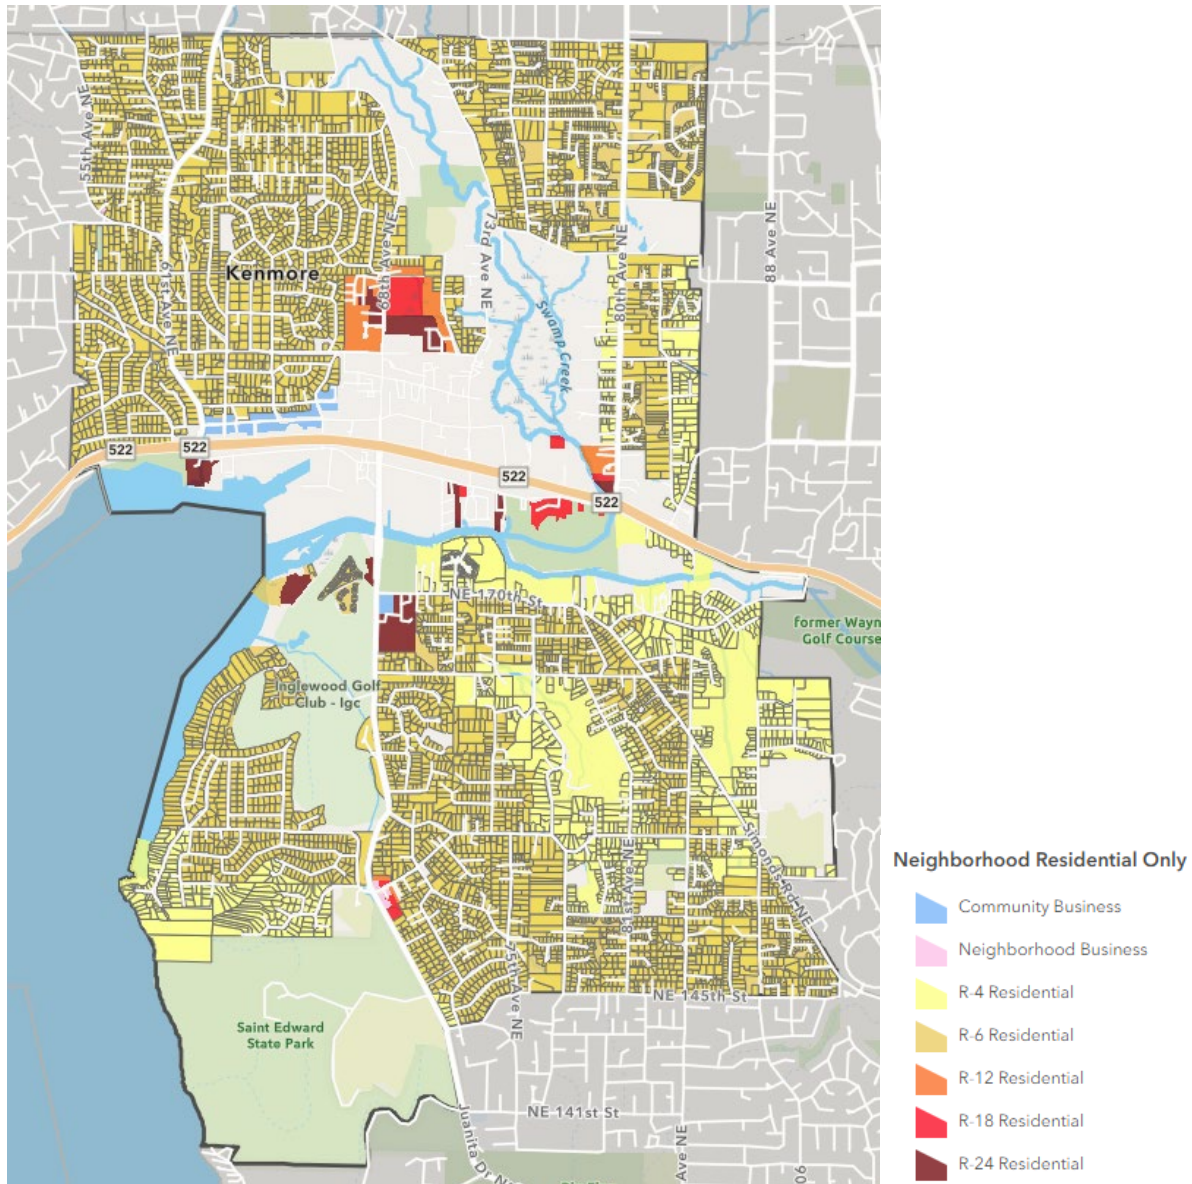 55th Ave NE
Kenmore
61st Ave NE
68th Ave NE
73rd Ave NE
80th Ave NE
88 Ave NE
Swamp Creek
522
522
522
522
NE 170th St
former Wayn
Golf Course
Inglewood Golf
Club - Igc
Simonds Rd NE
81st Ave NE
75th Ave NE
NE 145th St
Saint Edward
State Park
NE 141st St
Juanita Dr N
Ave NE
90
Neighborhood Residential Only
Community Business
Neighborhood Business
R-4 Residential
R-6 Residential
R-12 Residential
R-18 Residential
R-24 Residential